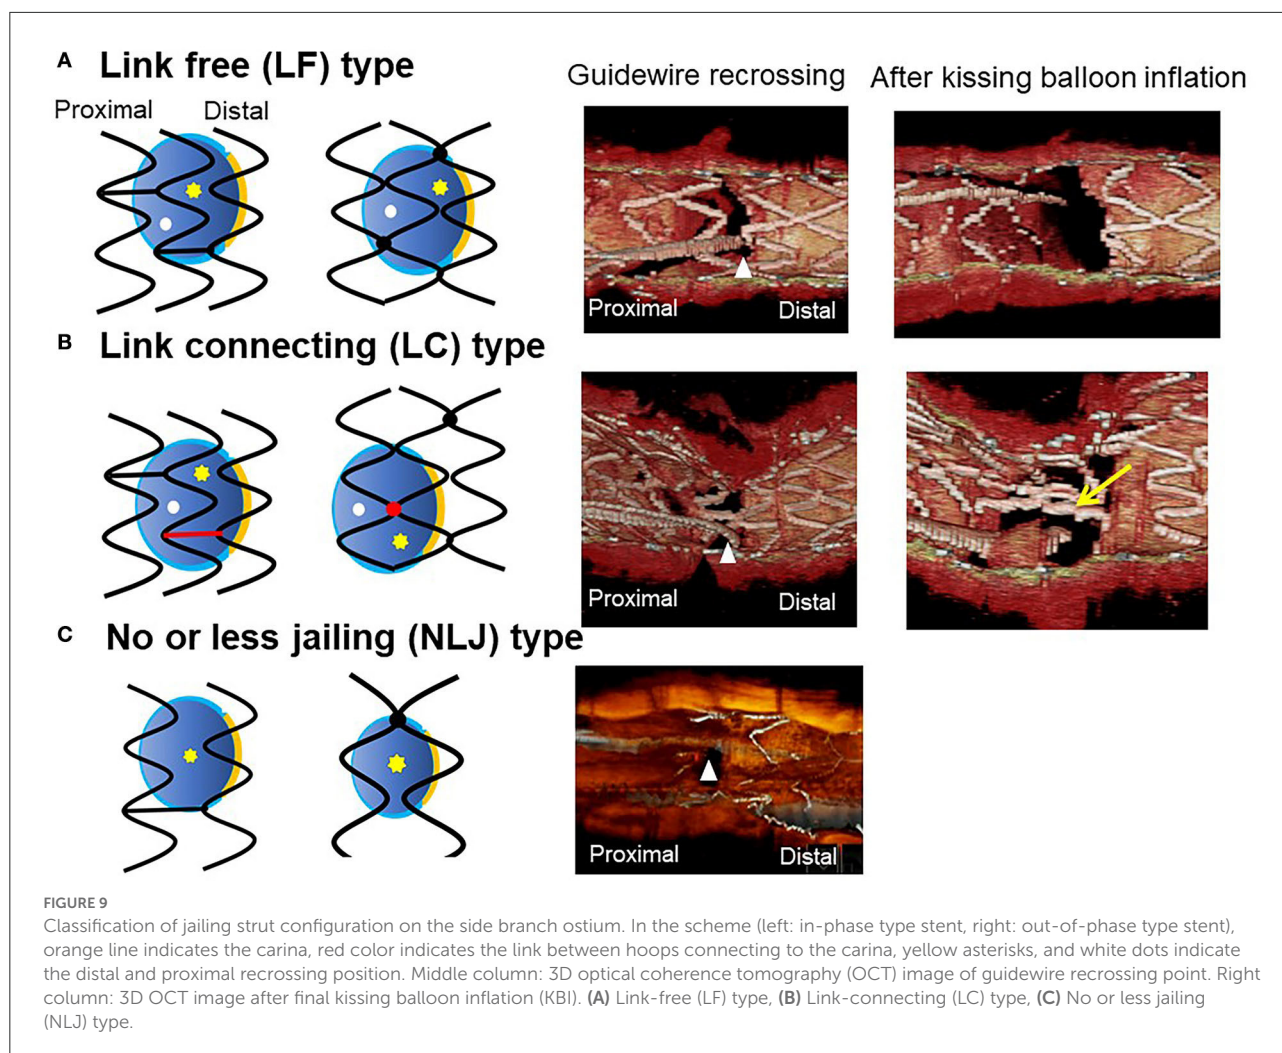 A Link free (LF) type
Guidewire recrossing
After kissing balloon inflation
Proximal
Distal
Proximal
Distal
B Link connecting (LC) type
Proximal
Distal
C No or less jailing (NLJ) type
Proximal
Distal
FIGURE 9
Classification of jailing strut configuration on the side branch ostium. In the scheme (left: in-phase type stent, right: out-of-phase type stent),
orange line indicates the carina, red color indicates the link between hoops connecting to the carina, yellow asterisks, and white dots indicate
the distal and proximal recrossing position. Middle column: 3D optical coherence tomography (OCT) image of guidewire recrossing point. Right
column: 3D OCT image after final kissing balloon inflation (KBI). (A) Link-free (LF) type, (B) Link-connecting (LC) type, (C) No or less jailing
(NLJ) type.